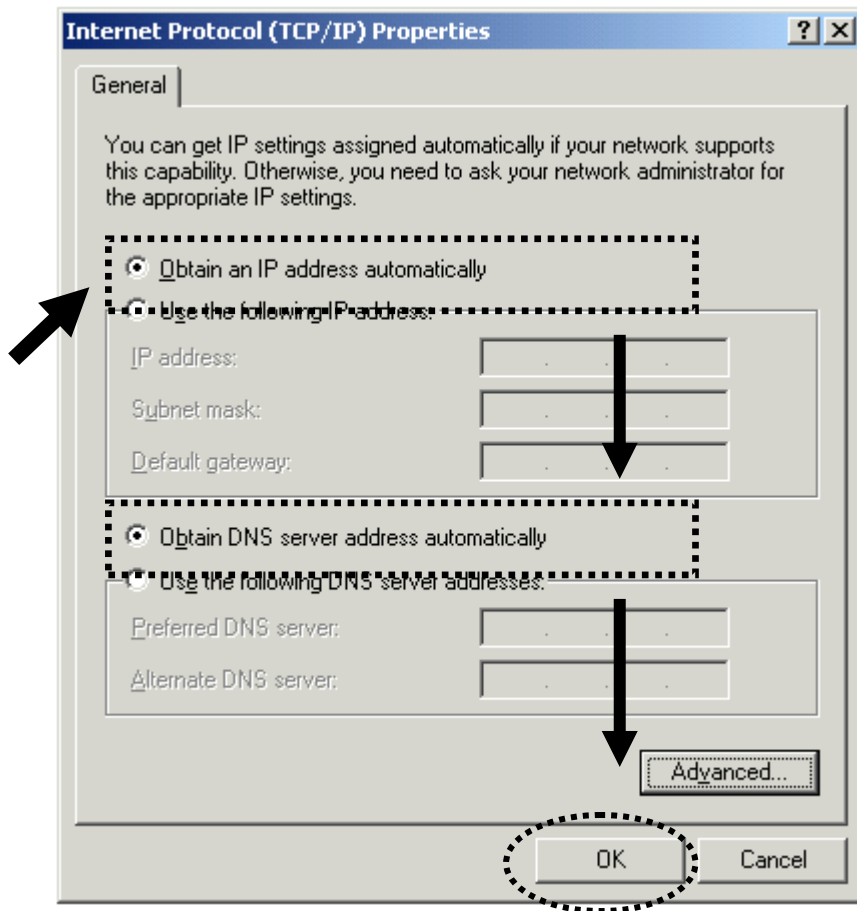 Internet Protocol (TCP/IP) Properties
General
You can get IP settings assigned automatically if your network supports
this capability. Otherwise, you need to ask your network administrator for
the appropriate IP settings.
Obtain an IP address automatically
Use the following IP address:
IP address:
Subnet mask:
Default gateway:
Obtain DNS server address automatically
Use the following DNS server addresses:
Preferred DNS server:
Alternate DNS server:
Advanced...
OK Cancel